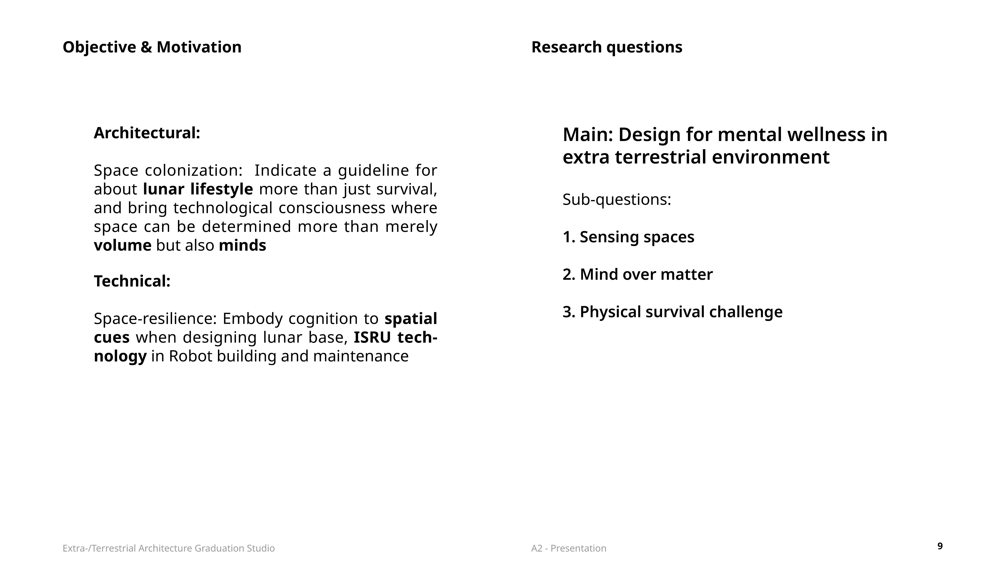 Objective & Motivation
Architectural:
Space colonization:  Indicate a guideline for
about lunar lifestyle more than just survival,
and bring technological consciousness where
space can be determined more than merely
volume but also minds
Technical:
Space-resilience: Embody cognition to spatial
cues when designing lunar base, ISRU tech-
nology in Robot building and maintenance
Research questions
Main: Design for mental wellness in
extra terrestrial environment
Sub-questions:
1. Sensing spaces
2. Mind over matter
3. Physical survival challenge
Extra-/Terrestrial Architecture Graduation Studio
A2 - Presentation
9